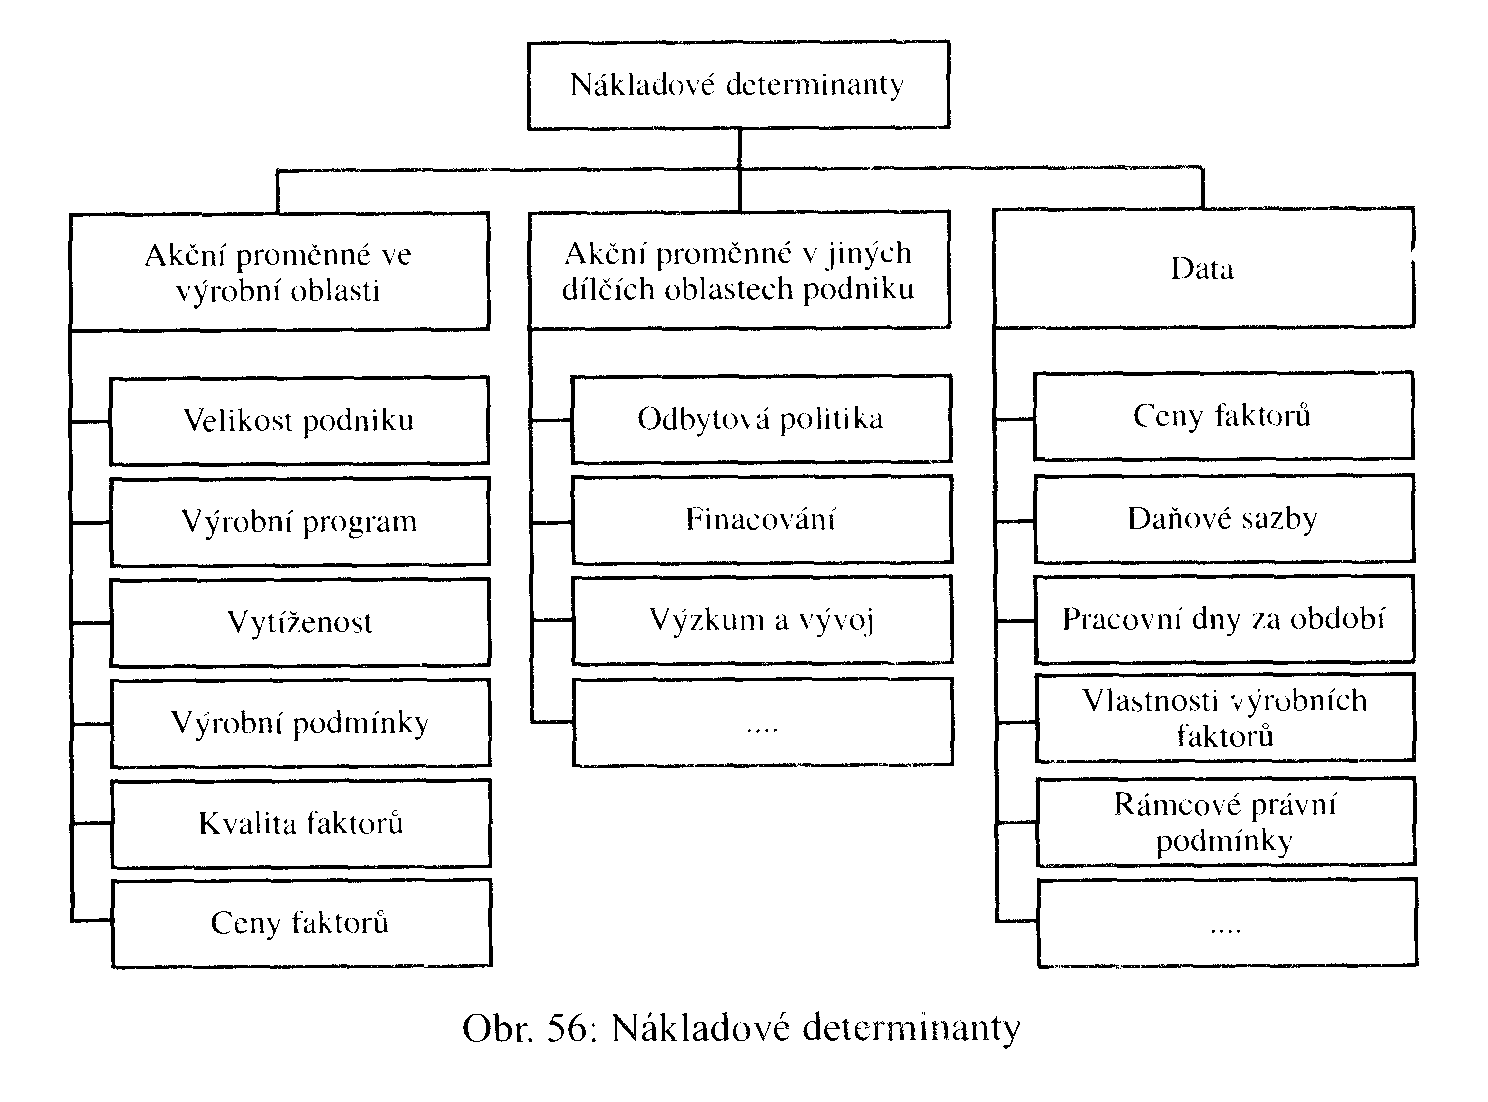 Nákladové determinanty
Akční proměnné ve
výrobní oblasti
Velikost podniku
Výrobní program
Vytíženost
Výrobní podmínky
Kvalita faktorů
Ceny faktorů
Akční proměnné v jiných
dílčích oblastech podniku
Odbytová politika
Finacování
Výzkum a vývoj
....
Data
Ceny faktorů
Daňové sazby
Pracovní dny za období
Vlastnosti výrobních
faktorů
Rámcové právní
podmínky
....
Obr. 56: Nákladové determinanty